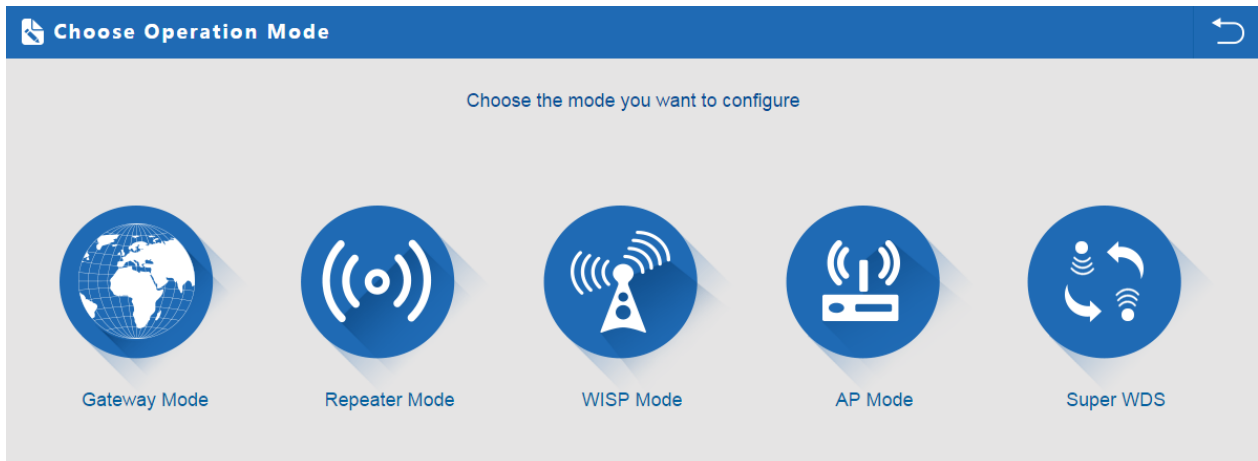 Choose Operation Mode
Choose the mode you want to configure
Gateway Mode
Repeater Mode
WISP Mode
AP Mode
Super WDS